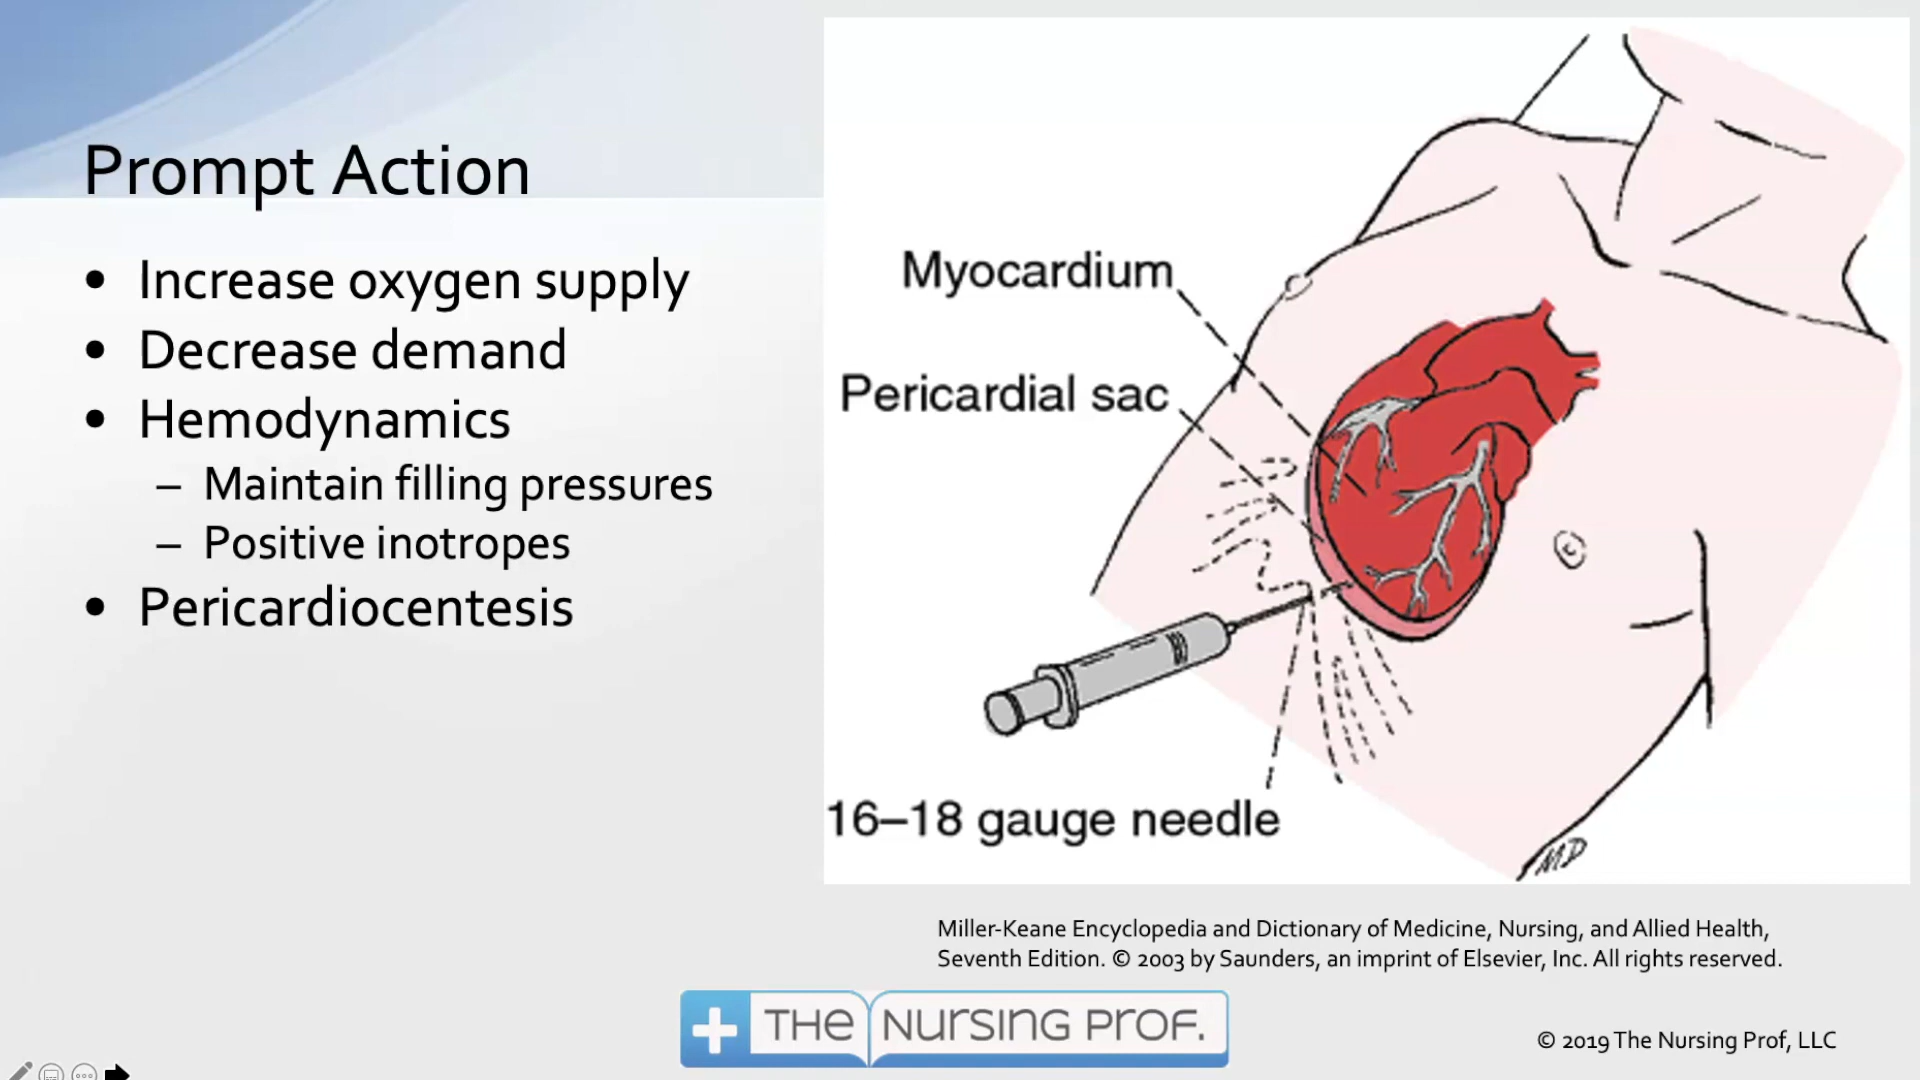 Prompt Action
• Increase oxygen supply
• Decrease demand
• Hemodynamics
– Maintain filling pressures
– Positive inotropes
• Pericardiocentesis
Myocardium
Pericardial sac
16–18 gauge needle
MD
Miller-Keane Encyclopedia and Dictionary of Medicine, Nursing, and Allied Health,
Seventh Edition. © 2003 by Saunders, an imprint of Elsevier, Inc. All rights reserved.
THE NURSING PROF.
© 2019 The Nursing Prof, LLC